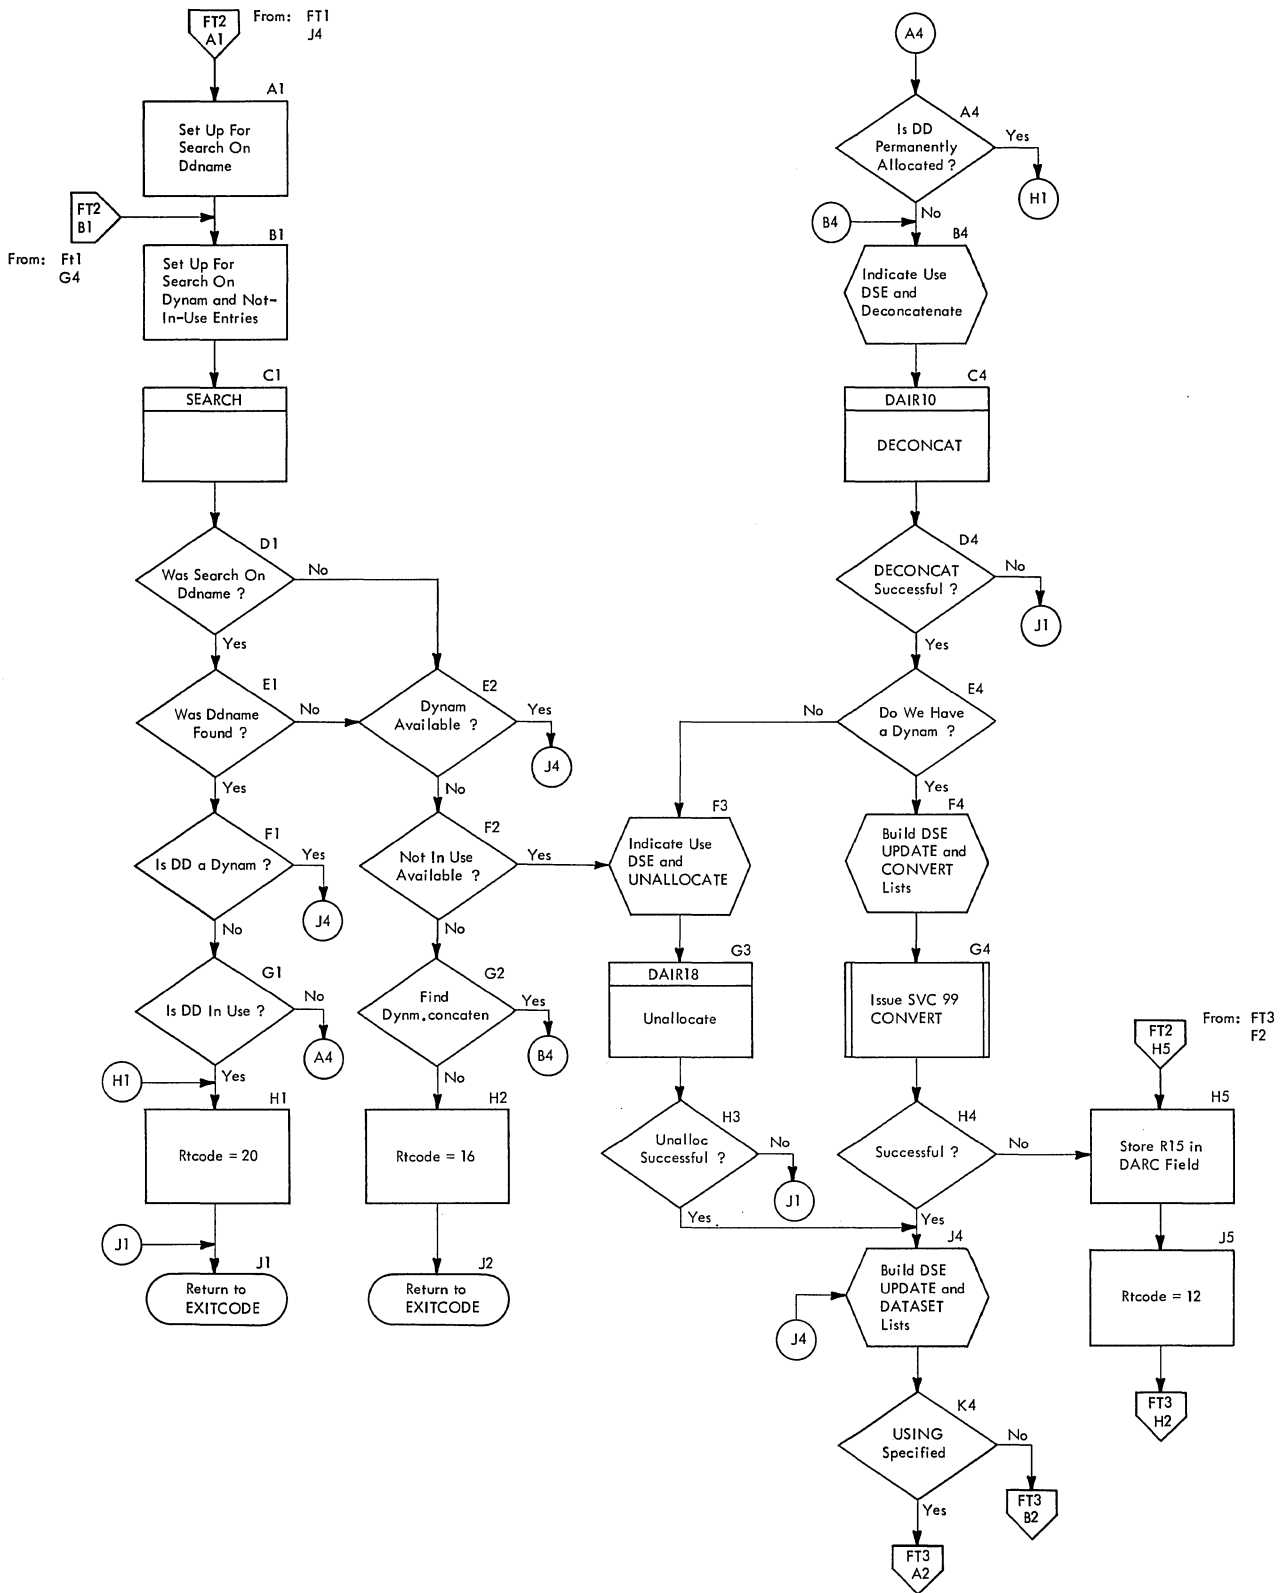 FT2
A1
From: FT1
J4
A1
Set Up For
Search On
Ddname
FT2
B1
From: Ft1
G4
B1
Set Up For
Search On
Dynam and Not-
In-Use Entries
C1
SEARCH
D1
Was Search On
Ddname ?
No
Yes
E1
Was Ddname
Found ?
No
Yes
E2
Dynam
Available ?
Yes
J4
No
F1
Is DD a Dynam ?
Yes
J4
No
F2
Not In Use
Available ?
Yes
No
G1
Is DD In Use ?
No
A4
Yes
G2
Find
Dynm.concaten
Yes
B4
No
H1
H1
Rtcode = 20
H2
Rtcode = 16
J1
J1
Return to
EXITCODE
J2
Return to
EXITCODE
F3
Indicate Use
DSE and
UNALLOCATE
G3
DAIR18
Unallocate
H3
Unalloc
Successful ?
No
J1
Yes
A4
A4
Is DD
Permanently
Allocated ?
Yes
H1
No
B4
B4
Indicate Use
DSE and
Deconcatenate
C4
DAIR10
DECONCAT
D4
DECONCAT
Successful ?
No
J1
Yes
E4
Do We Have
a Dynam ?
No
Yes
F4
Build DSE
UPDATE and
CONVERT
Lists
G4
Issue SVC 99
CONVERT
H4
Successful ?
No
Yes
J4
Build DSE
UPDATE and
DATASET
Lists
J4
K4
USING
Specified
No
FT3
B2
Yes
FT3
A2
FT2
H5
From: FT3
F2
H5
Store R15 in
DARC Field
J5
Rtcode = 12
FT3
H2